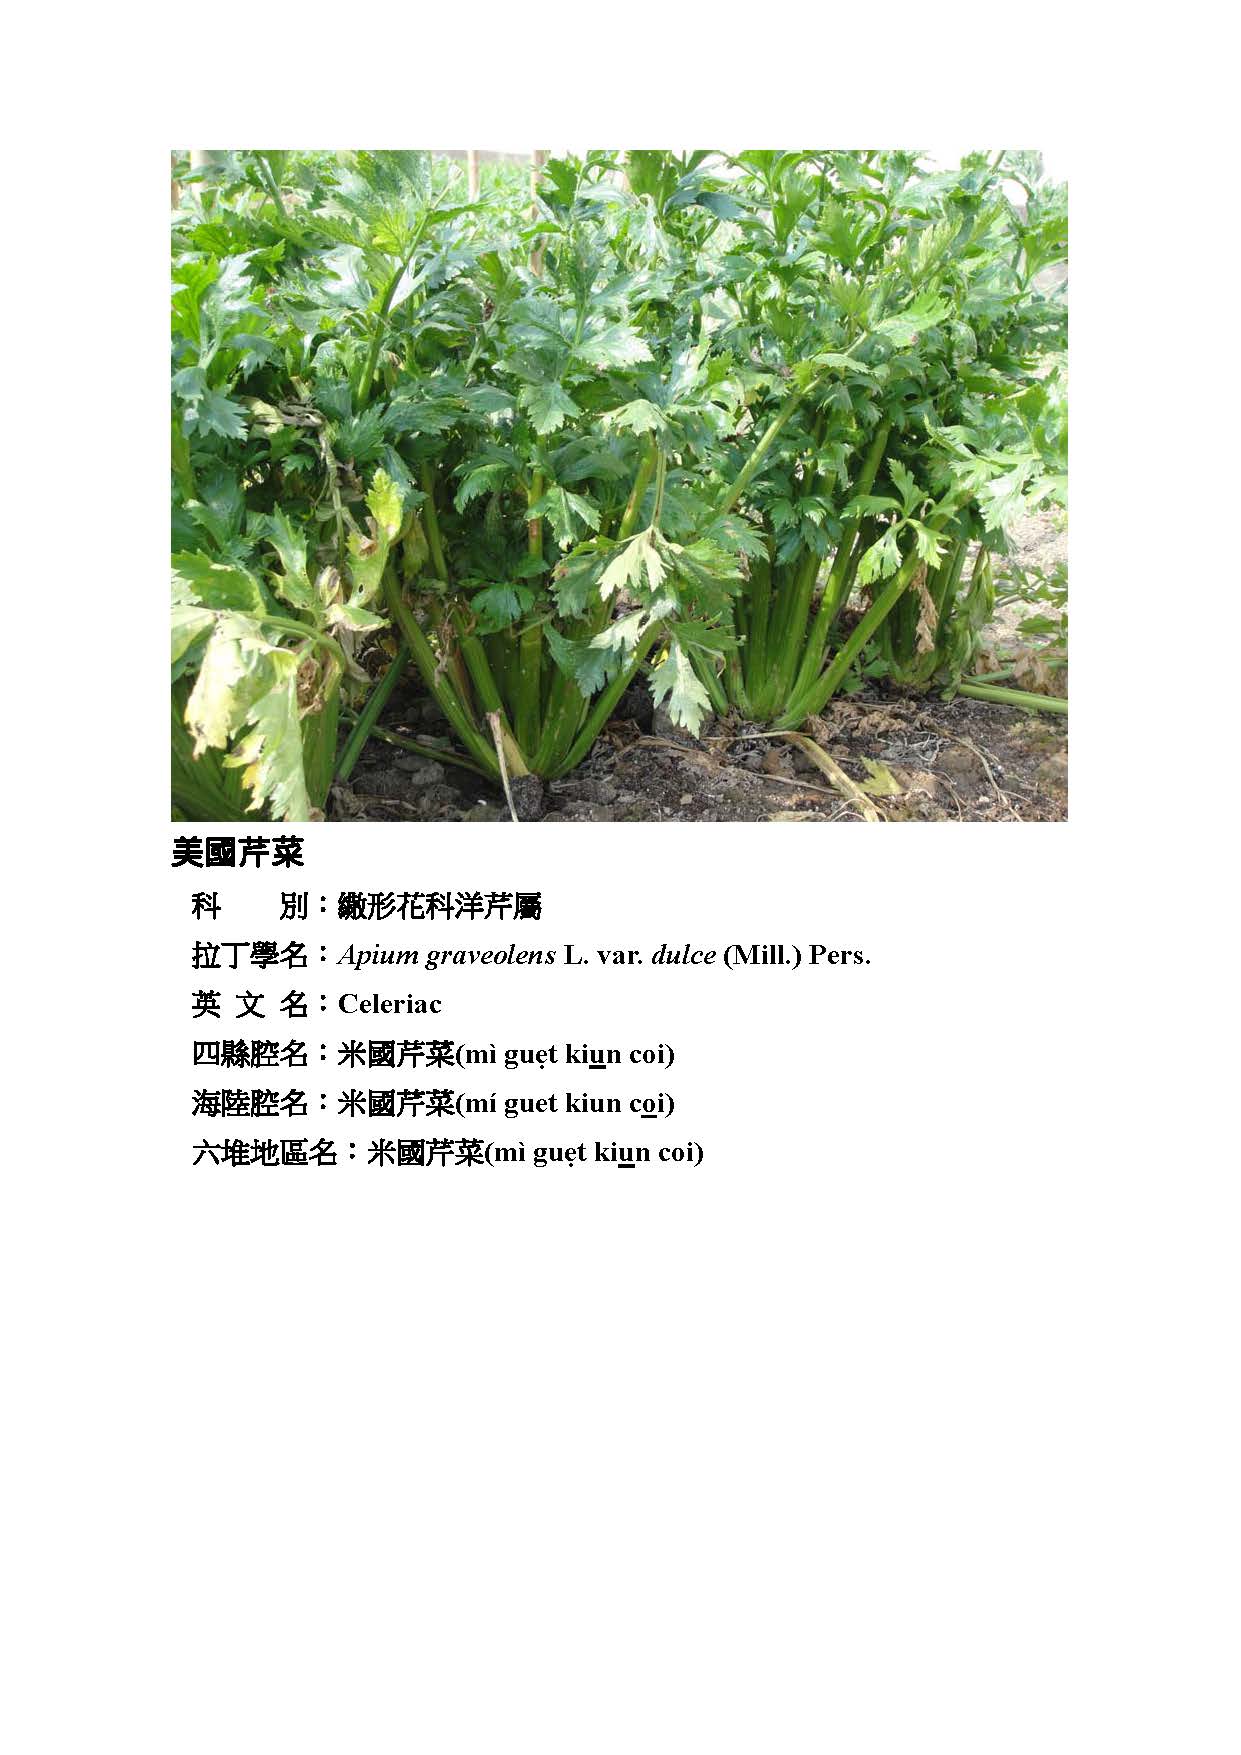 美國芹菜
科　　別：繖形花科洋芹屬
拉丁學名：Apium graveolens L. var. dulce (Mill.) Pers.
英 文 名：Celeriac
四縣腔名：米國芹菜(mì guẹt kiu̲n coi)
海陸腔名：米國芹菜(mí guet kiun co̲i)
六堆地區名：米國芹菜(mì guẹt kiu̲n coi)